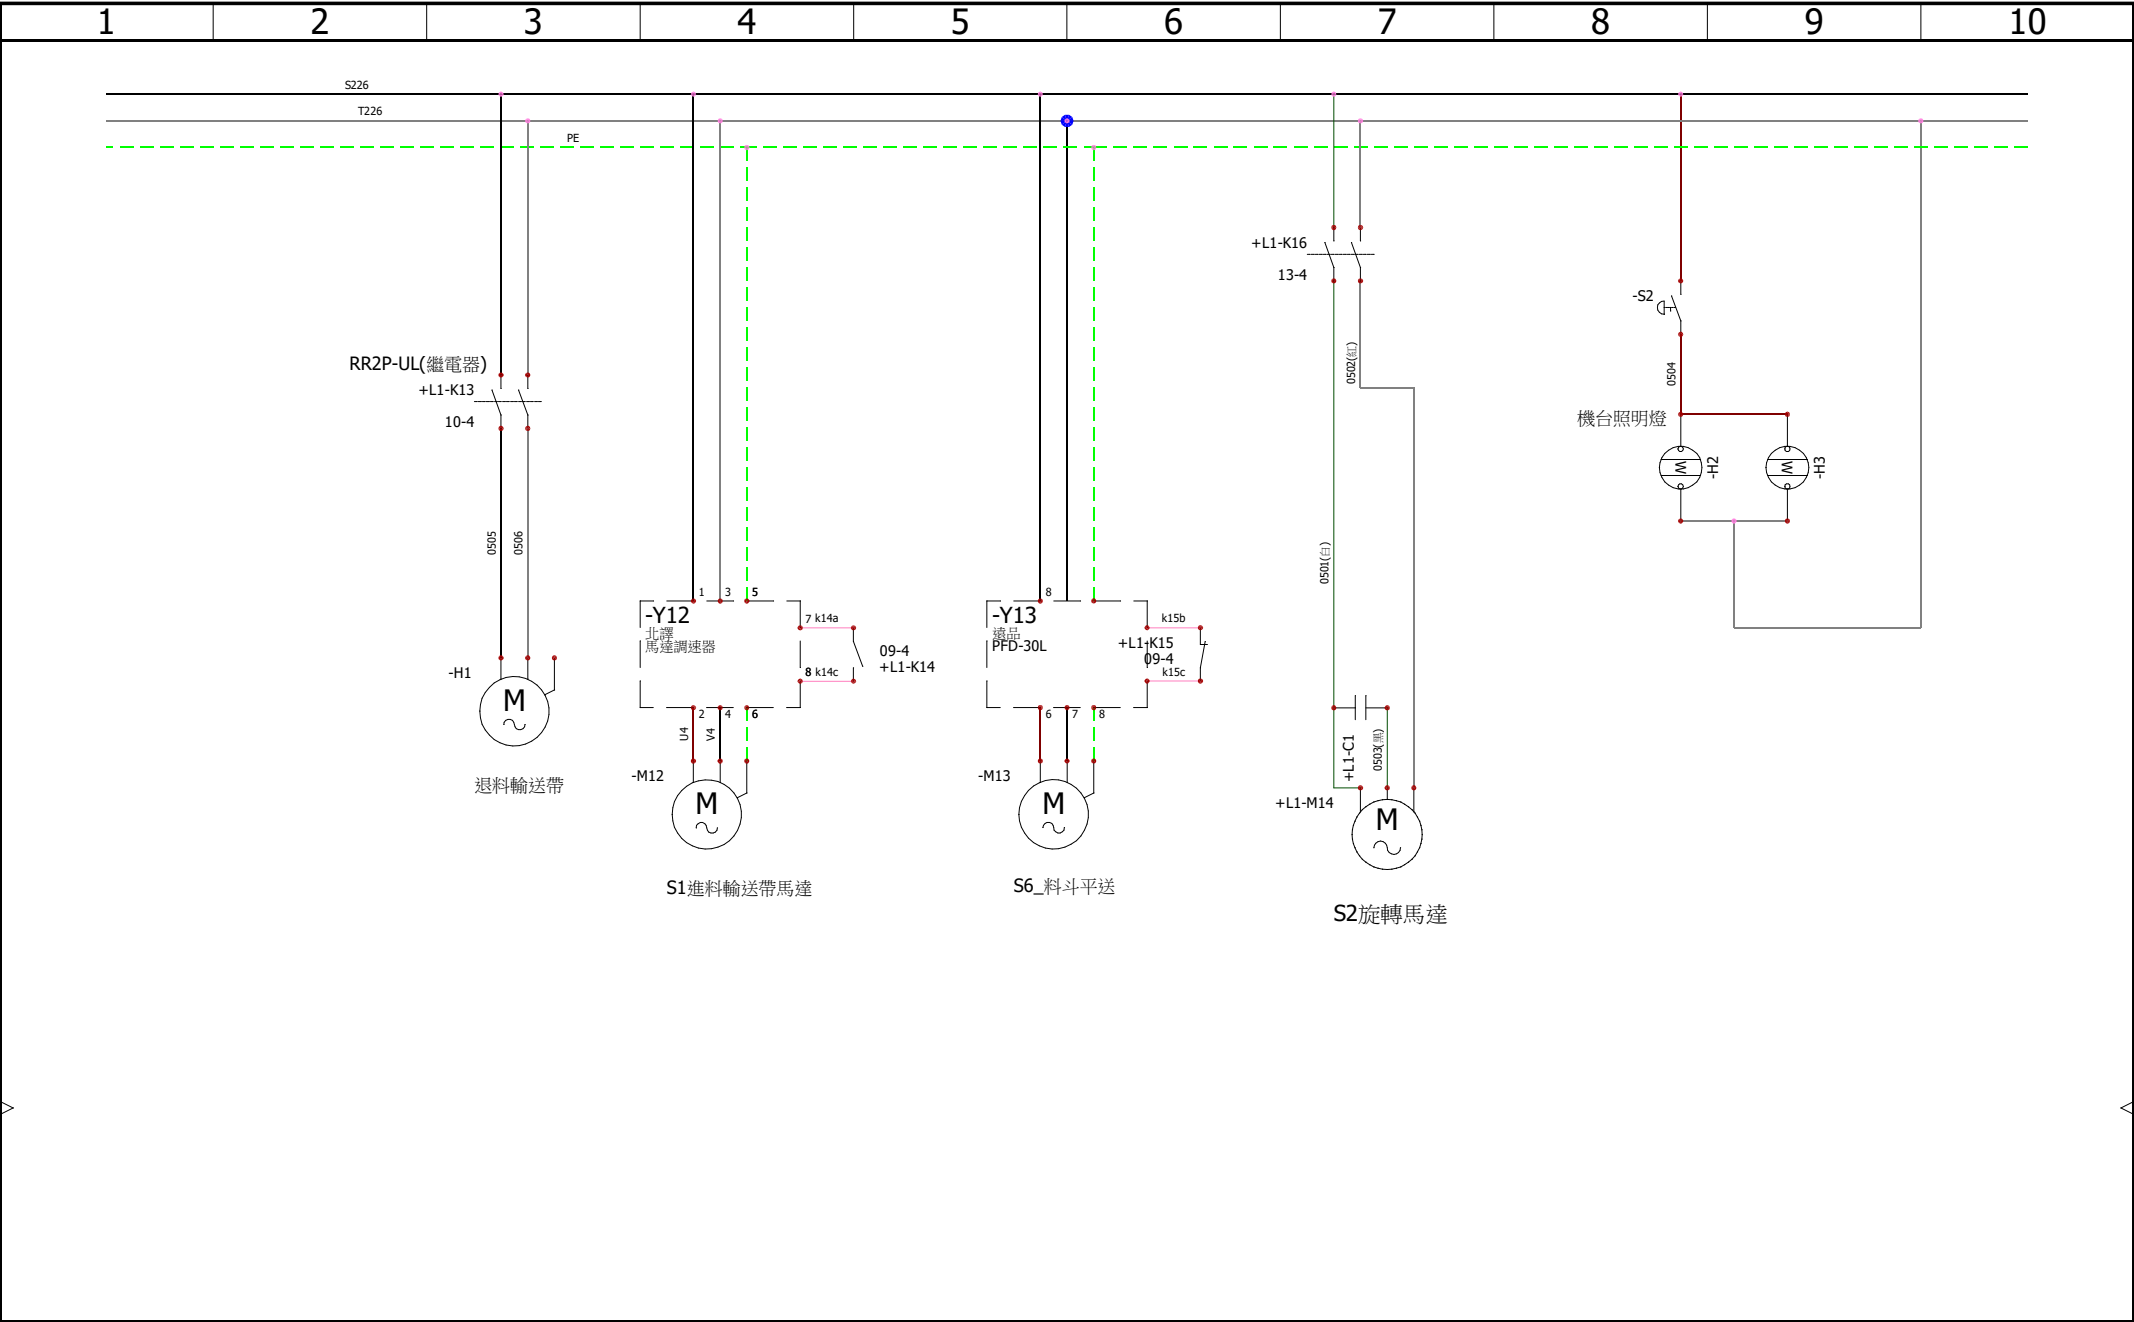 1 2 3 4 5 6 7 8 9 10
S226
T226
PE
RR2P-UL(繼電器)
+L1-K13
10-4
0505
0506
-H1
M
退料輸送帶
1 3 5
-Y12
北譯
馬達調速器
7 k14a
8 k14c
09-4
+L1-K14
2 4 6
U4
V4
-M12
M
S1進料輸送帶馬達
8
-Y13
遠品
PFD-30L
k15b
+L1-K15
09-4
k15c
6 7 8
-M13
M
S6_料斗平送
+L1-K16
13-4
0502(紅)
0501(白)
+L1-C1
0503(黑)
+L1-M14
M
S2旋轉馬達
-S2
0504
機台照明燈
W
-H2
W
-H3